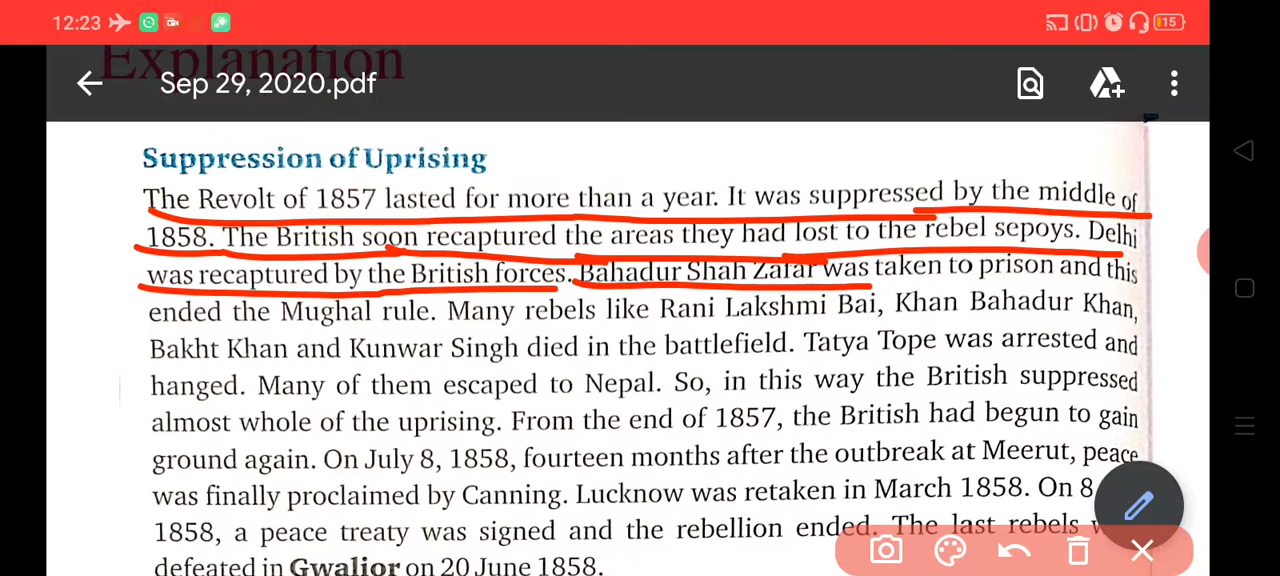 12:23
15
Explanation
Sep 29, 2020.pdf
Suppression of Uprising
The Revolt of 1857 lasted for more than a year. It was suppressed by the middle of
1858. The British soon recaptured the areas they had lost to the rebel sepoys. Delhi
was recaptured by the British forces. Bahadur Shah Zafar was taken to prison and this
ended the Mughal rule. Many rebels like Rani Lakshmi Bai, Khan Bahadur Khan,
Bakht Khan and Kunwar Singh died in the battlefield. Tatya Tope was arrested and
hanged. Many of them escaped to Nepal. So, in this way the British suppressed
almost whole of the uprising. From the end of 1857, the British had begun to gain
ground again. On July 8, 1858, fourteen months after the outbreak at Meerut, peace
was finally proclaimed by Canning. Lucknow was retaken in March 1858. On 8
1858, a peace treaty was signed and the rebellion ended. The last rebels
defeated in Gwalior on 20 June 1858.